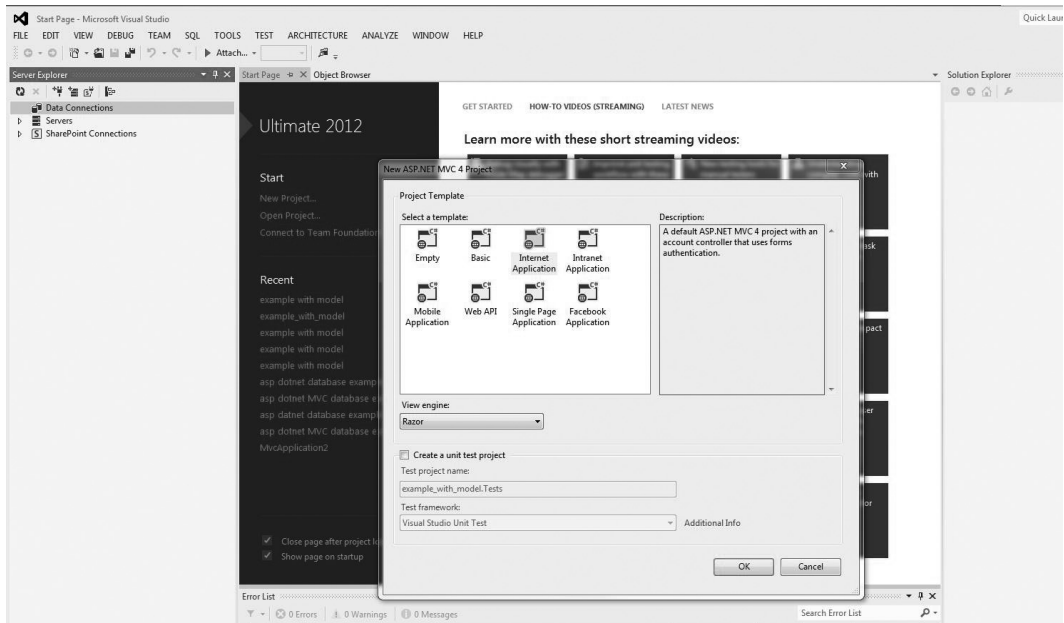 Start Page - Microsoft Visual Studio
Quick Laun
FILE EDIT VIEW DEBUG TEAM SQL TOOLS TEST ARCHITECTURE ANALYZE WINDOW HELP
Attach...
Server Explorer
Data Connections
Servers
SharePoint Connections
Start Page
Object Browser
Solution Explorer
Ultimate 2012
Start
New Project...
Open Project...
Connect to Team Foundation
Recent
example with model
example_with_model
example with model
example with model
example with model
asp dotnet database examp
asp dotnet MVC database e
asp datnet database exampl
asp dotnet MVC database e
MvcApplication2
Close page after project lo
Show page on startup
GET STARTED HOW-TO VIDEOS (STREAMING) LATEST NEWS
Learn more with these short streaming videos:
with
ask
pact
er
or
New ASP.NET MVC 4 Project
x
Project Template
Select a template:
Empty
Basic
Internet Application
Intranet Application
Mobile Application
Web API
Single Page Application
Facebook Application
Description:
A default ASP.NET MVC 4 project with an
account controller that uses forms
authentication.
View engine:
Razor
Create a unit test project
Test project name:
example_with_model.Tests
Test framework:
Visual Studio Unit Test
Additional Info
OK
Cancel
Error List
0 Errors
0 Warnings
0 Messages
Search Error List